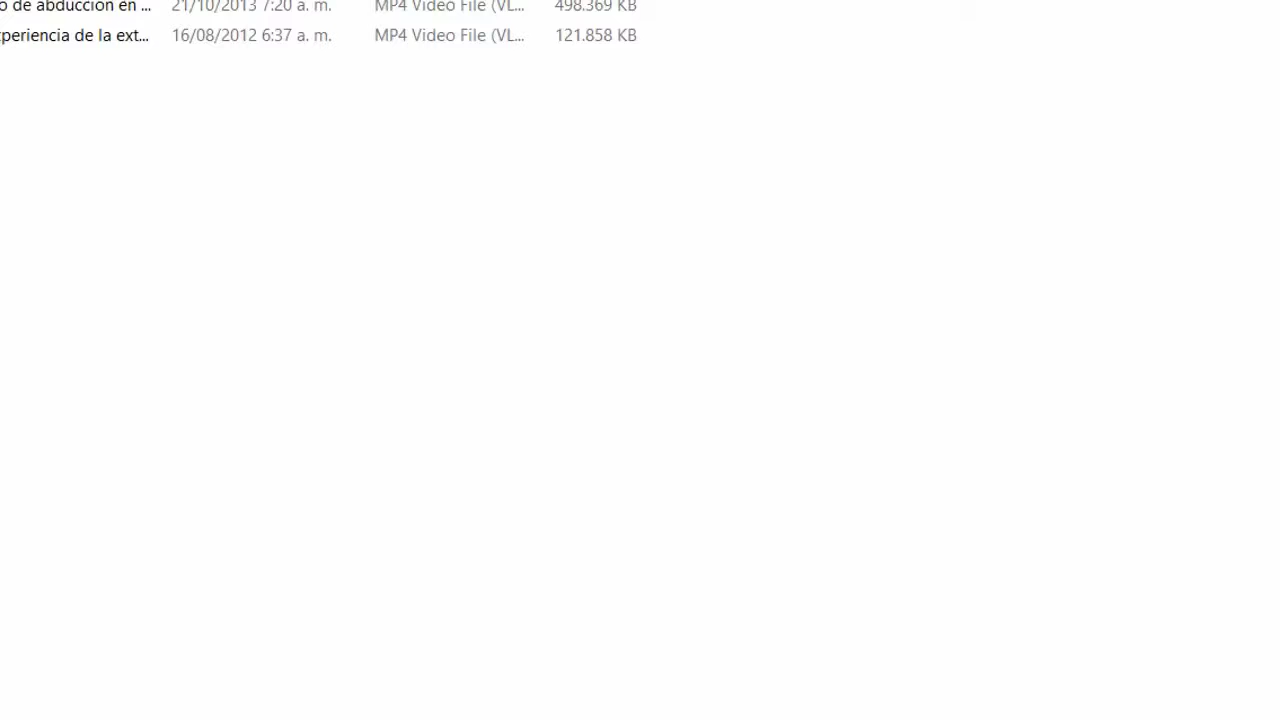 o de abduccion en ... 21/10/2013 7:20 a. m. MP4 Video File (VL... 498.369 KB
periencia de la ext... 16/08/2012 6:37 a. m. MP4 Video File (VL... 121.858 KB